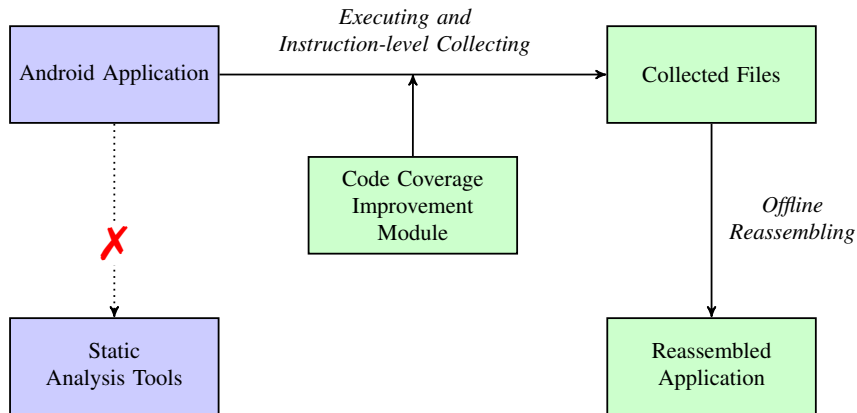 Executing and
Instruction-level Collecting
Android Application
Collected Files
Code Coverage
Improvement
Module
Offline
Reassembling
Static
Analysis Tools
Reassembled
Application